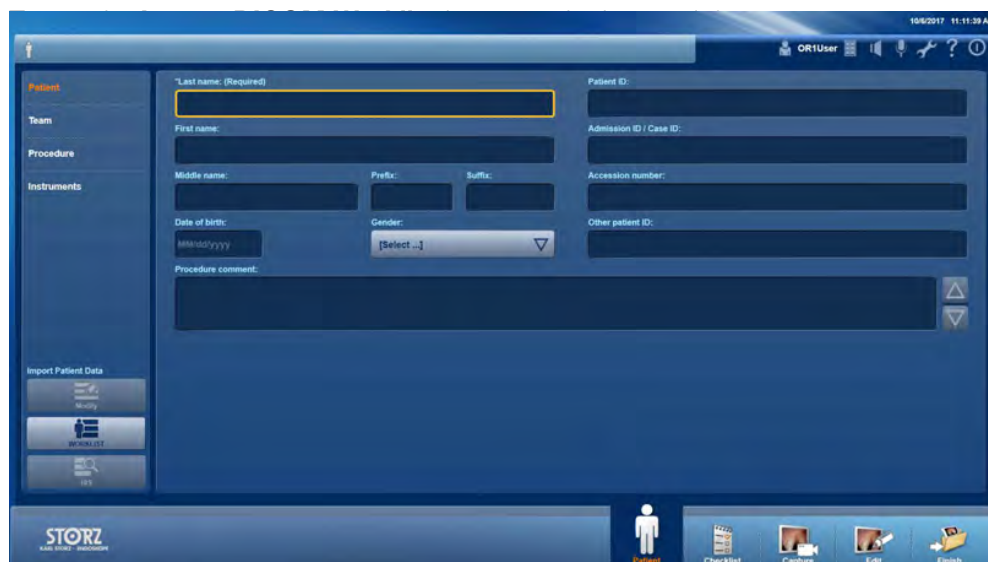 10/6/2017 11:11:39 A
OR1User ?
Patient
Team
Procedure
Instruments
*Last name: (Required)
First name:
Middle name: Prefix: Suffix:
Date of birth: Gender:
MM/dd/yyyy [Select ...]
Procedure comment:
Patient ID:
Admission ID / Case ID:
Accession number:
Other patient ID:
Import Patient Data
Modify
WORKLIST
HIS
STORZ
KARL STORZ - ENDOSKOPE
Patient Checklist Capture Edit Finish